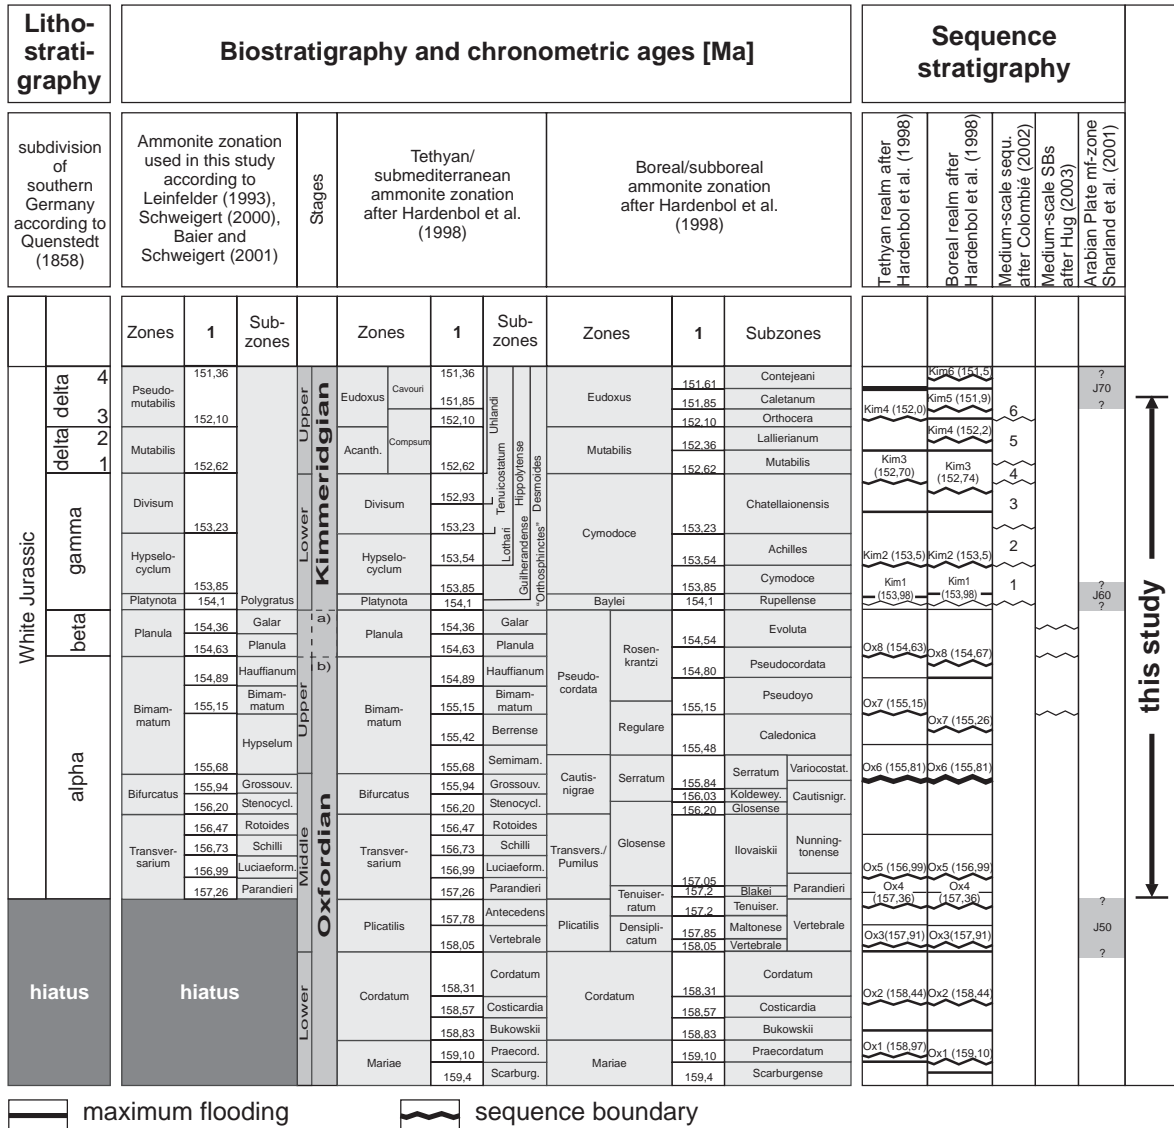 Litho-
strati-
graphy
Biostratigraphy and chronometric ages [Ma]
Sequence
stratigraphy
subdivision
of
southern
Germany
according to
Quenstedt
(1858)
Ammonite zonation
used in this study
according to
Leinfelder (1993),
Schweigert (2000),
Baier and
Schweigert (2001)
Stages
Tethyan/
submediterranean
ammonite zonation
after Hardenbol et al.
(1998)
Boreal/subboreal
ammonite zonation
after Hardenbol et al.
(1998)
Tethyan realm after
Hardenbol et al. (1998)
Boreal realm after
Hardenbol et al. (1998)
Medium-scale sequ.
after Colombié (2002)
Medium-scale SBs
after Hug (2003)
Arabian Plate mf-zone
Sharland et al. (2001)
Zones
1
Sub-
zones
Zones
1
Sub-
zones
Zones
1
Subzones
White Jurassic
delta
4
3
delta
2
1
gamma
beta
alpha
hiatus
Pseudo-
mutabilis
Mutabilis
Divisum
Hypselo-
cyclum
Platynota
Planula
Bimam-
matum
Bifurcatus
Transver-
sarium
hiatus
151,36
152,10
152,62
153,23
153,85
154,1
154,36
154,63
154,89
155,15
155,68
155,94
156,20
156,47
156,73
156,99
157,26
Polygratus
Galar
Planula
Hauffianum
Bimam-
matum
Hypselum
Grossouv.
Stenocycl.
Rotoides
Schilli
Luciaeform.
Parandieri
Upper
Lower
Kimmeridgian
a)
b)
Upper
Middle
Lower
Oxfordian
Eudoxus
Cavouri
Acanth.
Compsum
Divisum
Hypselo-
cyclum
Platynota
Planula
Bimam-
matum
Bifurcatus
Transver-
sarium
Plicatilis
Cordatum
Mariae
151,36
151,85
152,10
152,62
152,93
153,23
153,54
153,85
154,1
154,36
154,63
154,89
155,15
155,42
155,68
155,94
156,20
156,47
156,73
156,99
157,26
157,78
158,05
158,31
158,57
158,83
159,10
159,4
Uhlandi
Tenuicostatum
Lothari
Hippolytense
Guilherandense
Desmoides
"Orthosphinctes"
Galar
Planula
Hauffianum
Bimam-
matum
Berrense
Semimam.
Grossouv.
Stenocycl.
Rotoides
Schilli
Luciaeform.
Parandieri
Antecedens
Vertebrale
Cordatum
Costicardia
Bukowskii
Praecord.
Scarburg.
Eudoxus
Mutabilis
Cymodoce
Baylei
Pseudo-
cordata
Rosen-
krantzi
Regulare
Cautis-
nigrae
Serratum
Transvers./
Pumilus
Glosense
Tenuiser-
ratum
Plicatilis
Densipli-
catum
Cordatum
Mariae
151,61
151,85
152,10
152,36
152,62
153,23
153,54
153,85
154,1
154,54
154,80
155,15
155,48
155,84
156,03
156,20
157,05
157,2
157,2
157,85
158,05
158,31
158,57
158,83
159,10
159,4
Contejeani
Caletanum
Orthocera
Lallierianum
Mutabilis
Chatellaionensis
Achilles
Cymodoce
Rupellense
Evoluta
Pseudocordata
Pseudoyo
Caledonica
Serratum
Variocostat.
Koldewey.
Cautisnigr.
Glosense
Ilovaiskii
Nunning-
tonense
Blakei
Parandieri
Tenuiser.
Maltonese
Vertebrale
Vertebrale
Cordatum
Costicardia
Bukowskii
Praecordatum
Scarburgense
Kim4 (152,0)
Kim3
(152,70)
Kim2 (153,5)
Kim1
(153,98)
Ox8 (154,63)
Ox7 (155,15)
Ox6 (155,81)
Ox5 (156,99)
Ox4
(157,36)
Ox3(157,91)
Ox2 (158,44)
Ox1 (158,97)
Kim6 (151,5)
Kim5 (151,9)
Kim4 (152,2)
Kim3
(152,74)
Kim2 (153,5)
Kim1
(153,98)
Ox8 (154,67)
Ox7 (155,26)
Ox6 (155,81)
Ox5 (156,99)
Ox4
(157,36)
Ox3(157,91)
Ox2 (158,44)
Ox1 (159,10)
6
5
4
3
2
1
?
J70
?
?
J60
?
?
J50
?
this study
maximum flooding
sequence boundary